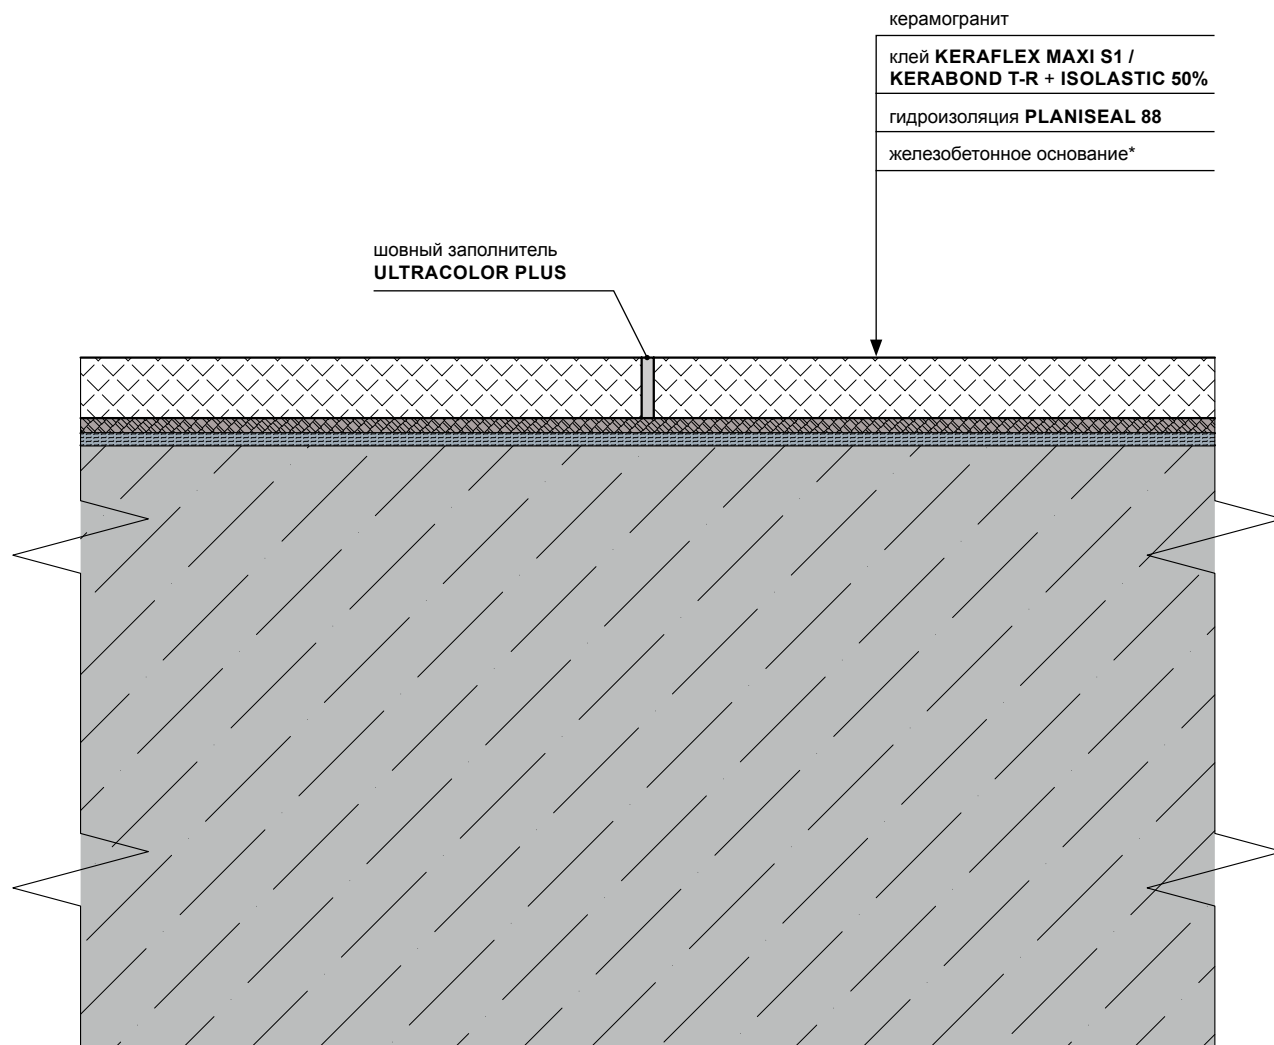 керамогранит
клей KERAFLEX MAXI S1 /
KERABOND T-R + ISOLASTIC 50%
гидроизоляция PLANISEAL 88
железобетонное основание*
шовный заполнитель
ULTRACOLOR PLUS